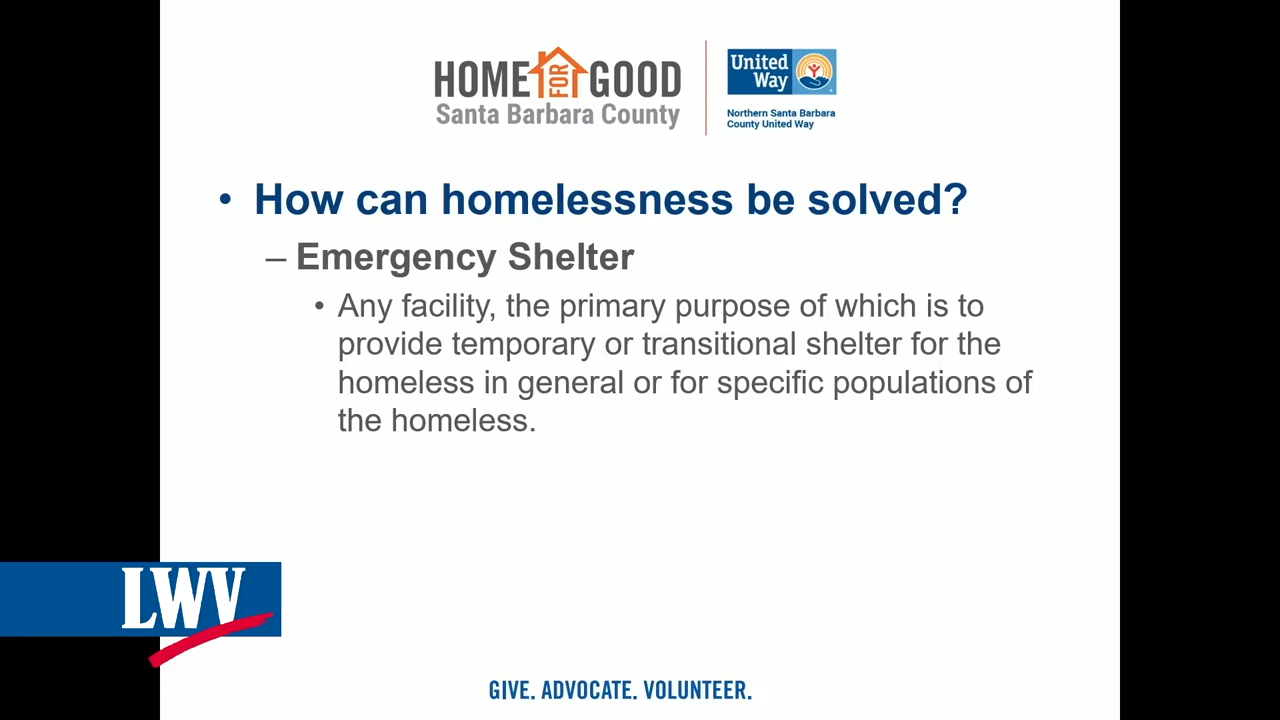 HOME FOR GOOD
Santa Barbara County
United
Way
Northern Santa Barbara
County United Way
• How can homelessness be solved?
– Emergency Shelter
• Any facility, the primary purpose of which is to
provide temporary or transitional shelter for the
homeless in general or for specific populations of
the homeless.
LWV
GIVE. ADVOCATE. VOLUNTEER.